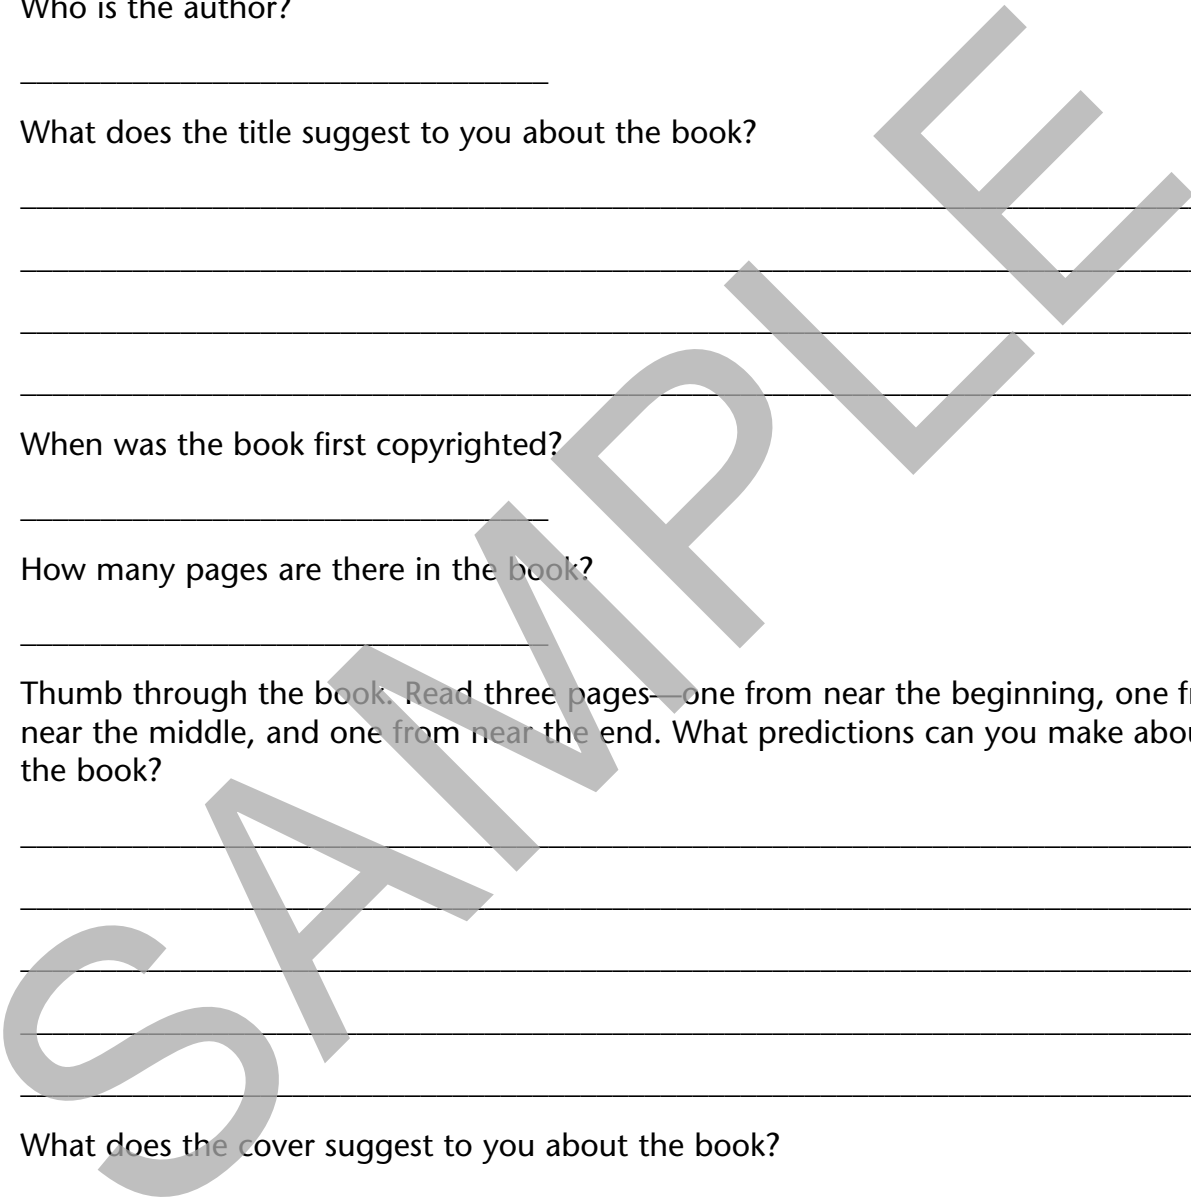 Who is the author?
What does the title suggest to you about the book?
When was the book first copyrighted?
How many pages are there in the book?
Thumb through the book. Read three pages—one from near the beginning, one fr
near the middle, and one from near the end. What predictions can you make abou
the book?
What does the cover suggest to you about the book?
SAMPLE